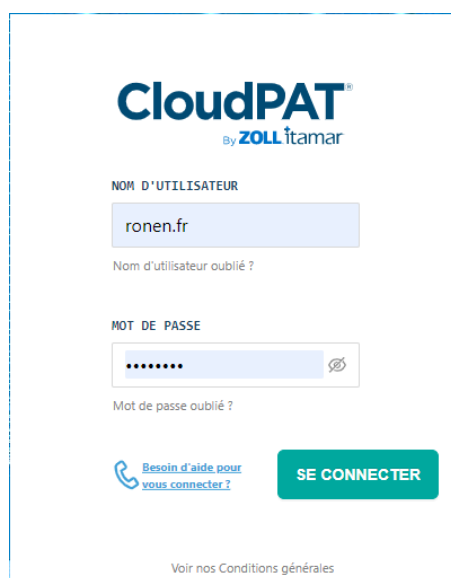 CloudPAT®
By ZOLL itamar
NOM D'UTILISATEUR
ronen.fr
Nom d'utilisateur oublié ?
MOT DE PASSE
••••••••
Mot de passe oublié ?
Besoin d'aide pour
vous connecter ?
SE CONNECTER
Voir nos Conditions générales